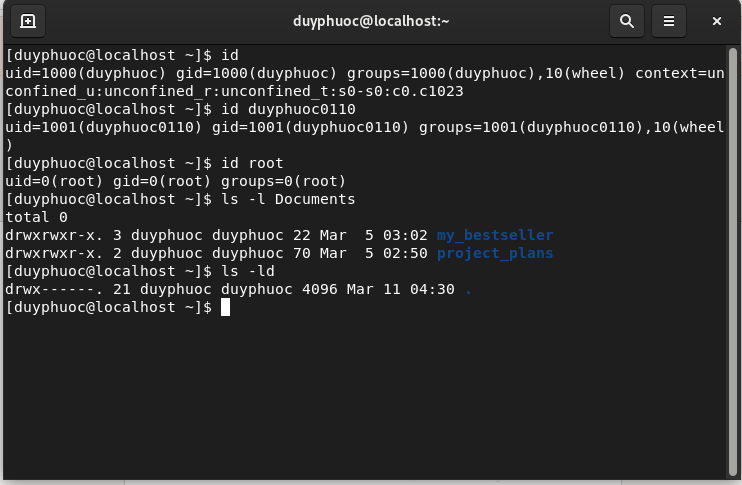 duyphuoc@localhost:~
[duyphuoc@localhost ~]$ id
uid=1000(duyphuoc) gid=1000(duyphuoc) groups=1000(duyphuoc),10(wheel) context=un
confined_u:unconfined_r:unconfined_t:s0-s0:c0.c1023
[duyphuoc@localhost ~]$ id duyphuoc0110
uid=1001(duyphuoc0110) gid=1001(duyphuoc0110) groups=1001(duyphuoc0110),10(wheel
)
[duyphuoc@localhost ~]$ id root
uid=0(root) gid=0(root) groups=0(root)
[duyphuoc@localhost ~]$ ls -l Documents
total 0
drwxrwxr-x. 3 duyphuoc duyphuoc 22 Mar  5 03:02 my_bestseller
drwxrwxr-x. 2 duyphuoc duyphuoc 70 Mar  5 02:50 project_plans
[duyphuoc@localhost ~]$ ls -ld
drwx------. 21 duyphuoc duyphuoc 4096 Mar 11 04:30 .
[duyphuoc@localhost ~]$